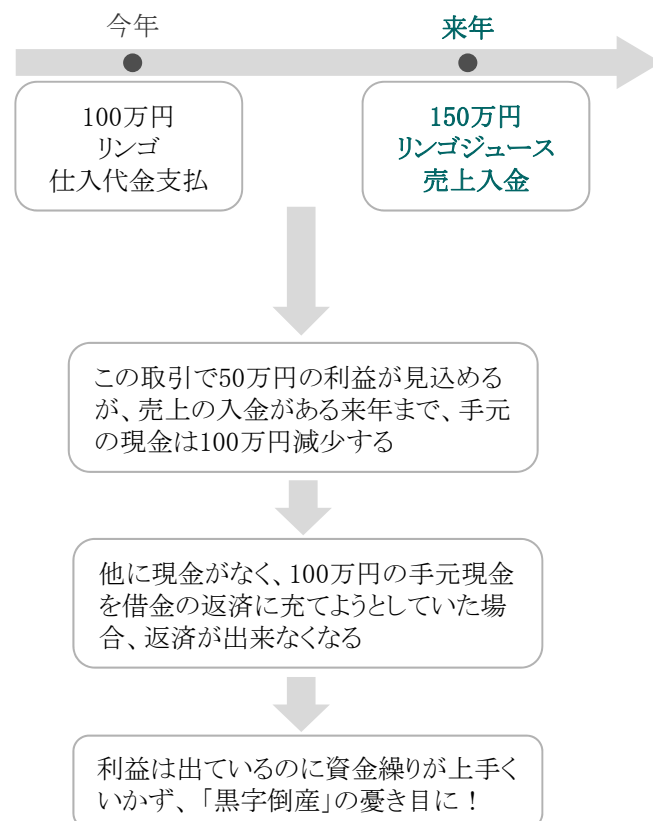 今年
来年
100万円
リンゴ
仕入代金支払
150万円
リンゴジュース
売上入金
この取引で50万円の利益が見込める
が、売上の入金がある来年まで、手元
の現金は100万円減少する
他に現金がなく、100万円の手元現金
を借金の返済に充てようとしていた場
合、返済が出来なくなる
利益は出ているのに資金繰りが上手く
いかず、「黒字倒産」の憂き目に！